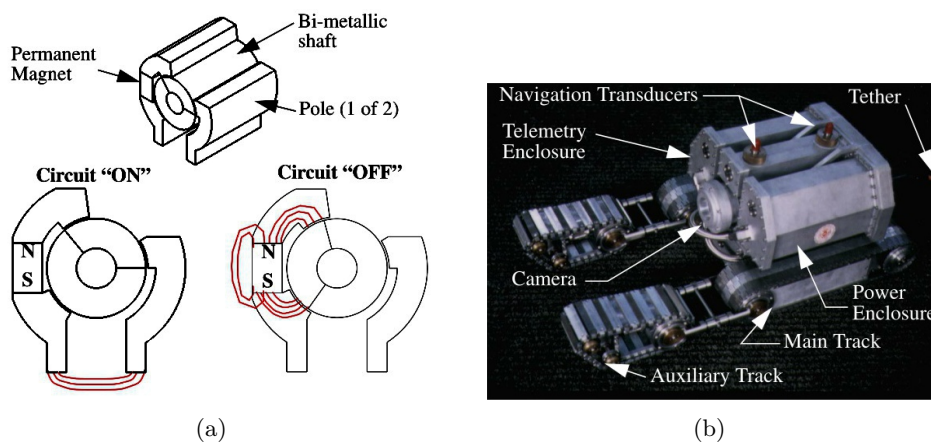 Bi-metallic
shaft
Permanent
Magnet
Pole (1 of 2)
Circuit “ON”
Circuit “OFF”
N
S
N
S
(a)
Navigation Transducers
Tether
Telemetry
Enclosure
Camera
Power
Enclosure
Main Track
Auxiliary Track
(b)